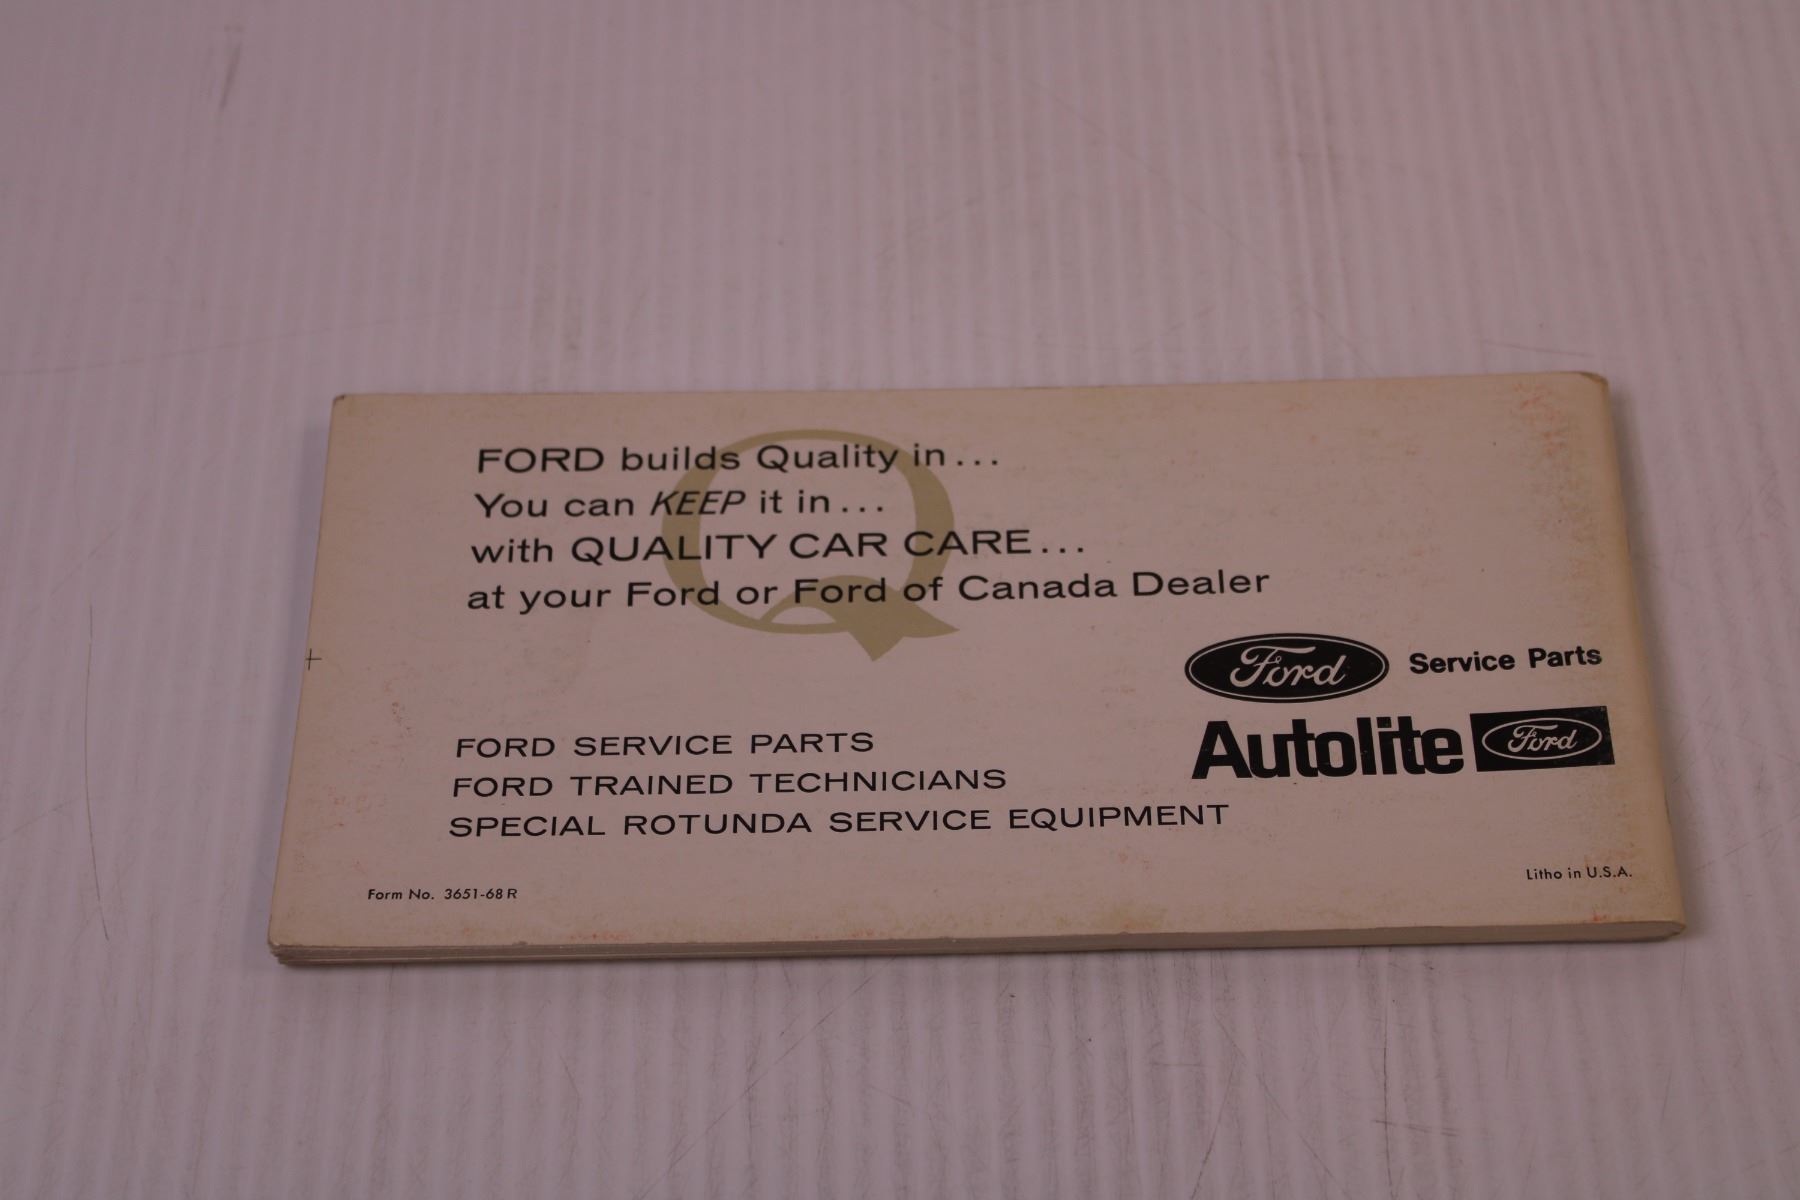 FORD builds Quality in...
You can KEEP it in...
with QUALITY CAR CARE...
at your Ford or Ford of Canada Dealer
Ford Service Parts
Autolite Ford
FORD SERVICE PARTS
FORD TRAINED TECHNICIANS
SPECIAL ROTUNDA SERVICE EQUIPMENT
Litho in U.S.A.
Form No. 3651-68 R
Q